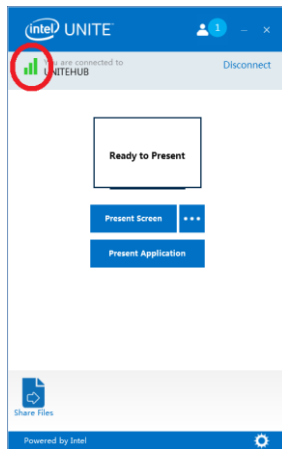 intel UNITE™
1
You are connected to
UNITEHUB
Disconnect
Ready to Present
Present Screen
Present Application
Share Files
Powered by Intel